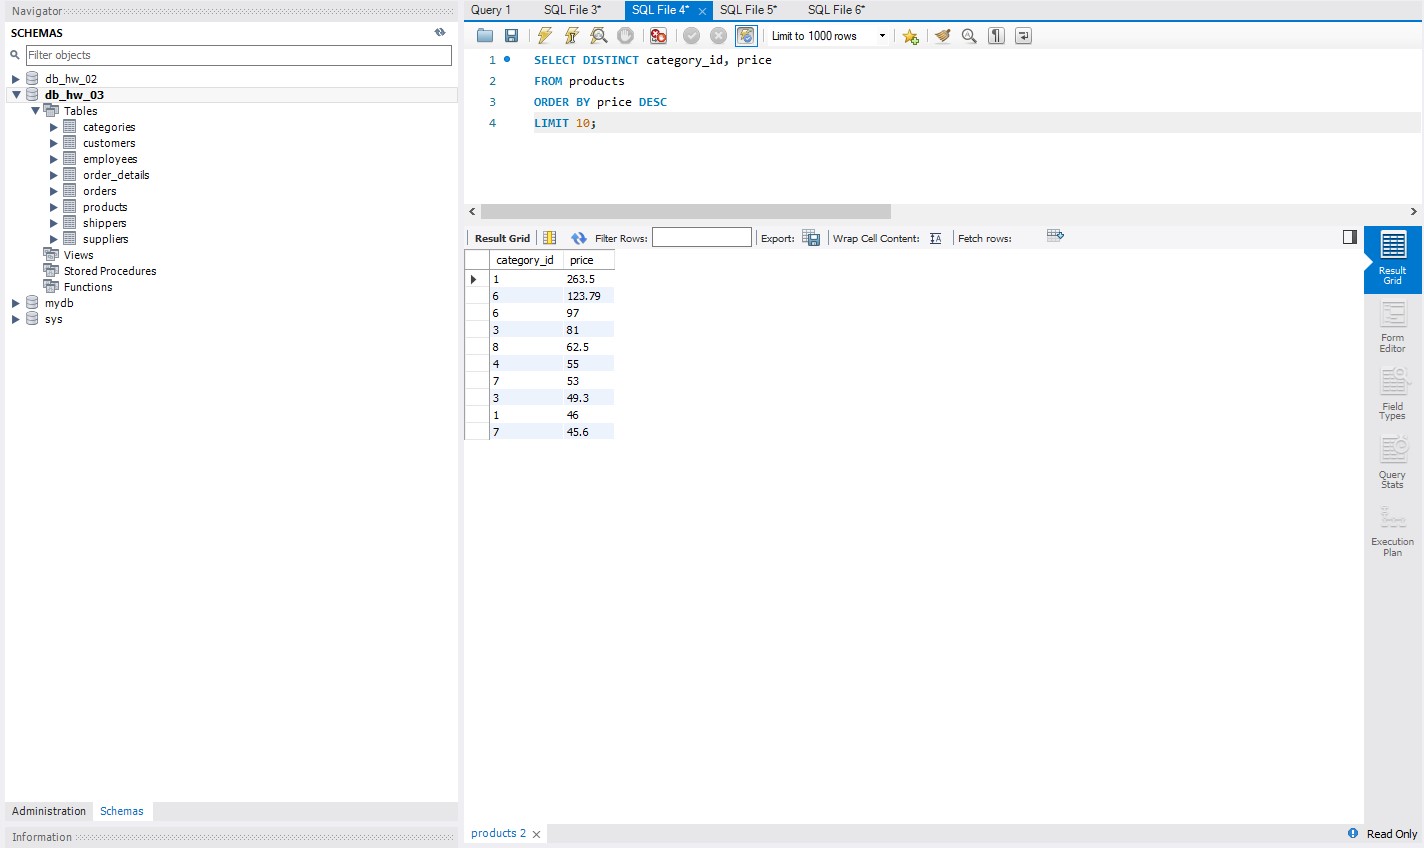 Navigator
SCHEMAS
Filter objects
db_hw_02
db_hw_03
Tables
categories
customers
employees
order_details
orders
products
shippers
suppliers
Views
Stored Procedures
Functions
mydb
sys
Administration Schemas
Information
Query 1 SQL File 3* SQL File 4* SQL File 5* SQL File 6*
Limit to 1000 rows
1 SELECT DISTINCT category_id, price
2 FROM products
3 ORDER BY price DESC
4 LIMIT 10;
Result Grid Filter Rows: Export: Wrap Cell Content: Fetch rows:
category_id price
1 263.5
6 123.79
6 97
3 81
8 62.5
4 55
7 53
3 49.3
1 46
7 45.6
Result
Grid
Form
Editor
Field
Types
Query
Stats
Execution
Plan
products 2
Read Only